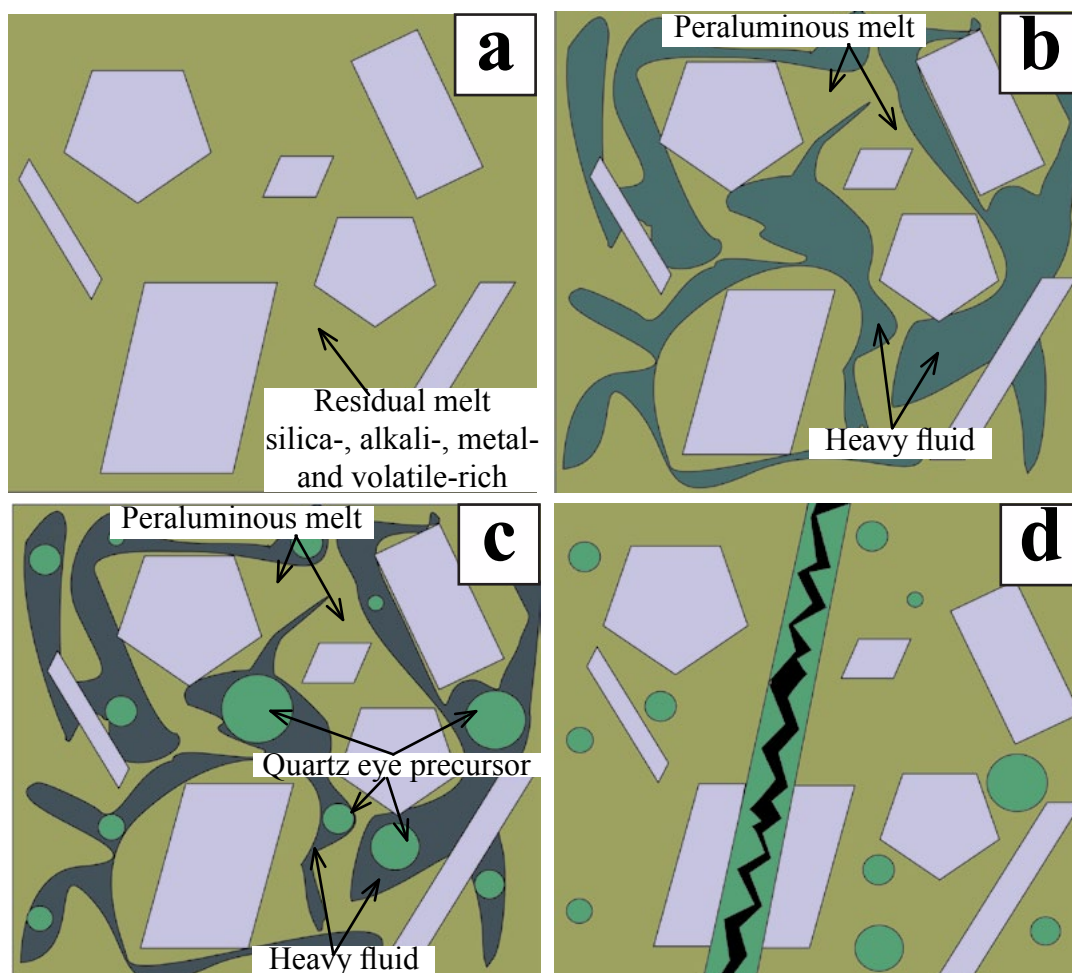 a
Residual melt
silica-, alkali-, metal-
and volatile-rich
b
Peraluminous melt
Heavy fluid
c
Peraluminous melt
Quartz eye precursor
Heavy fluid
d